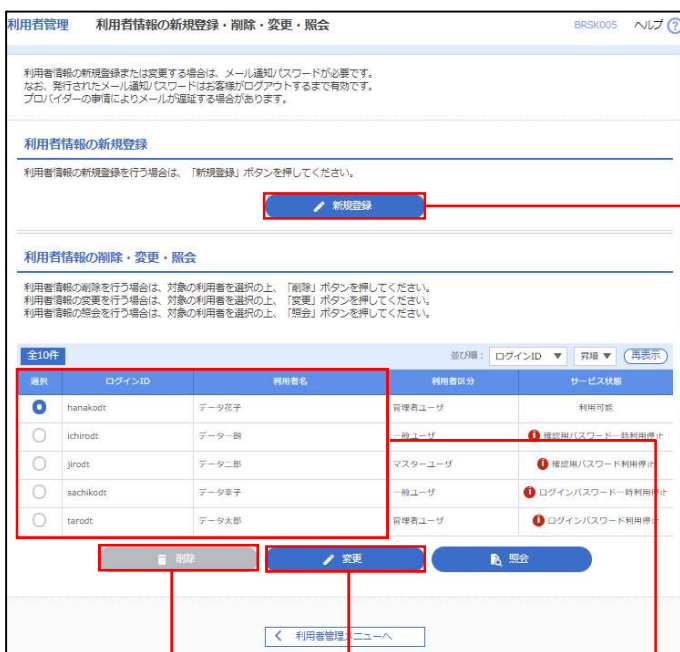 利用者管理 利用者情報の新規登録・削除・変更・照会 BRSK005 ヘルプ ?
利用者情報の新規登録または変更する場合は、メール通知パスワードが必要です。
なお、発行されたメール通知パスワードはお客様がログアウトするまで有効です。
プロバイダーの事情によりメールが遅延する場合があります。
利用者情報の新規登録
利用者情報の新規登録を行う場合は、「新規登録」ボタンを押してください。
新規登録
利用者情報の削除・変更・照会
利用者情報の削除を行う場合は、対象の利用者を選択の上、「削除」ボタンを押してください。
利用者情報の変更を行う場合は、対象の利用者を選択の上、「変更」ボタンを押してください。
利用者情報の照会を行う場合は、対象の利用者を選択の上、「照会」ボタンを押してください。
全10件 並び順： ログインID ▼ 昇順 ▼ 再表示
選択 ログインID 利用者名 利用者区分 サービス状態
hanakodt データ花子 管理者ユーザ 利用可能
ichirodt データ一朗 一般ユーザ 確認用パスワード一時利用停止
jirodt データ二郎 マスターユーザ 確認用パスワード利用停止
sachikodt データ幸子 一般ユーザ ログインパスワード一時利用停止
tarodt データ太郎 管理者ユーザ ログインパスワード利用停止
削除 変更 照会
利用者管理メニューへ